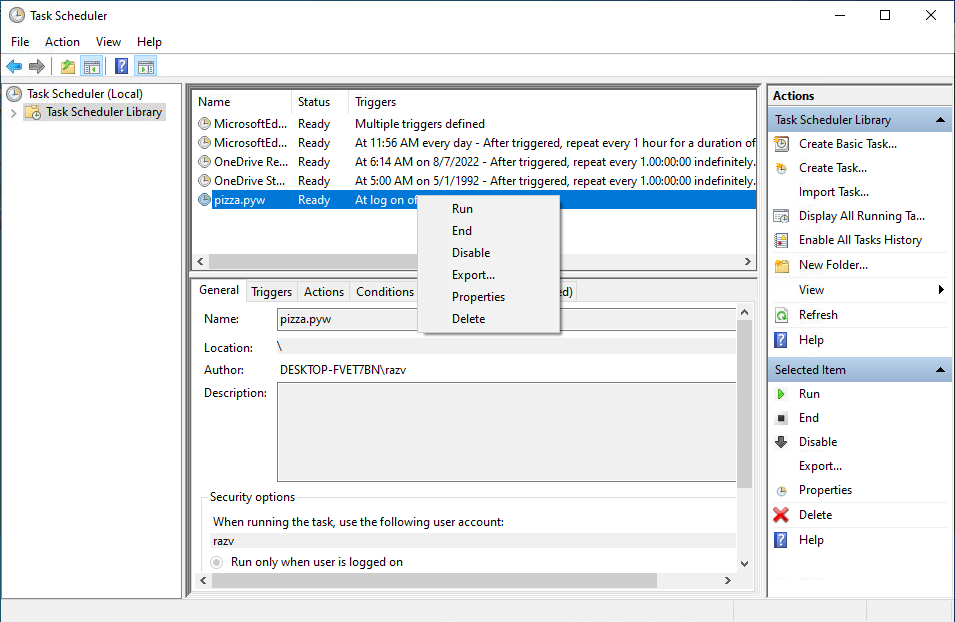 Task Scheduler
File Action View Help
Task Scheduler (Local)
Task Scheduler Library
Name Status Triggers
MicrosoftEd... Ready Multiple triggers defined
MicrosoftEd... Ready At 11:56 AM every day - After triggered, repeat every 1 hour for a duration of
OneDrive Re... Ready At 6:14 AM on 8/7/2022 - After triggered, repeat every 1.00:00:00 indefinitely.
OneDrive St... Ready At 5:00 AM on 5/1/1992 - After triggered, repeat every 1.00:00:00 indefinitely.
pizza.pyw Ready At log on of
Run
End
Disable
Export...
Properties
Delete
General Triggers Actions Conditions
Name: pizza.pyw
Location: \
Author: DESKTOP-FVET7BN\razv
Description:
Security options
When running the task, use the following user account:
razv
Run only when user is logged on
Actions
Task Scheduler Library
Create Basic Task...
Create Task...
Import Task...
Display All Running Ta...
Enable All Tasks History
New Folder...
View
Refresh
Help
Selected Item
Run
End
Disable
Export...
Properties
Delete
Help